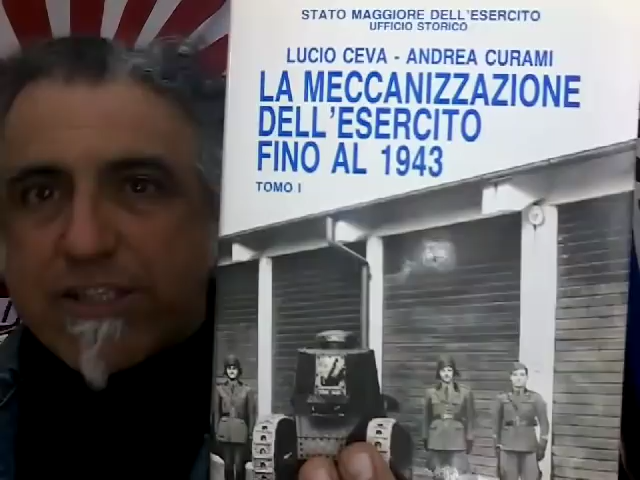 STATO MAGGIORE DELL'ESERCITO
UFFICIO STORICO
LUCIO CEVA - ANDREA CURAMI
LA MECCANIZZAZIONE
DELL'ESERCITO
FINO AL 1943
TOMO I